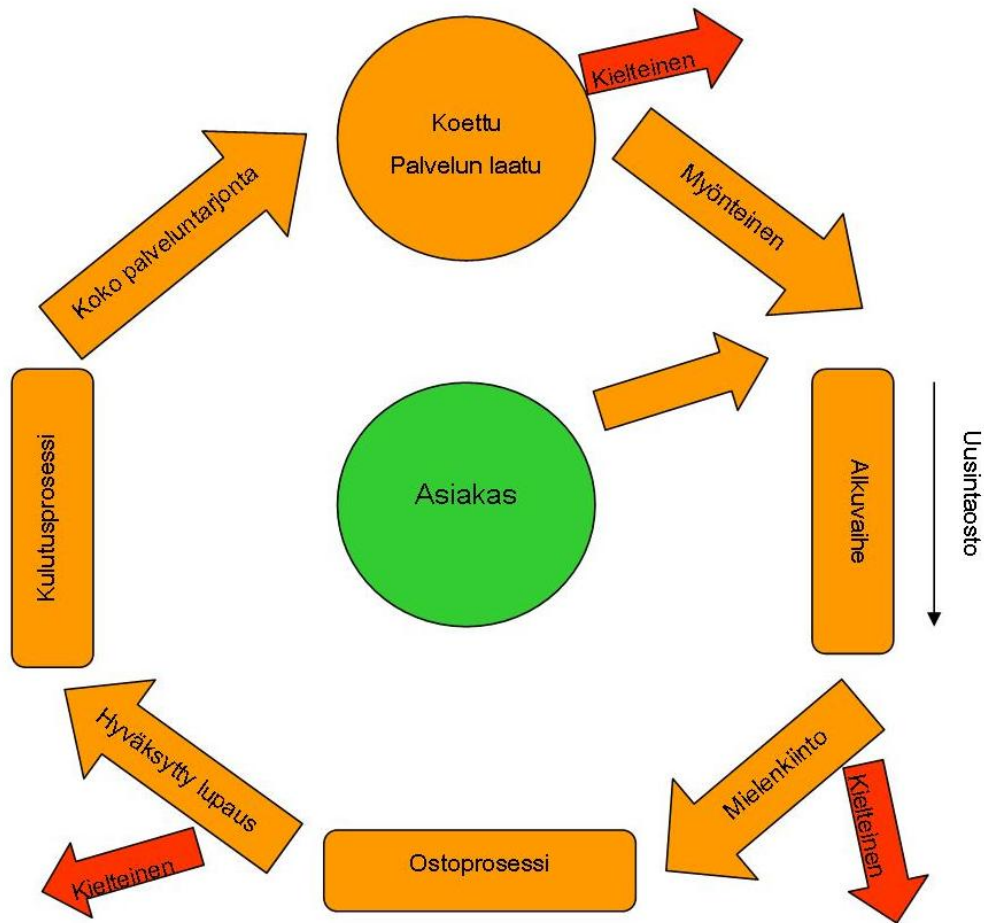 Kielteinen
Koettu
Palvelun laatu
Myönteinen
Koko palveluntarjonta
Asiakas
Alkuvaihe
Uusintaosto
Kulutusprosessi
Mielenkiinto
Kielteinen
Hyväksytty lupaus
Ostoprosessi
Kielteinen